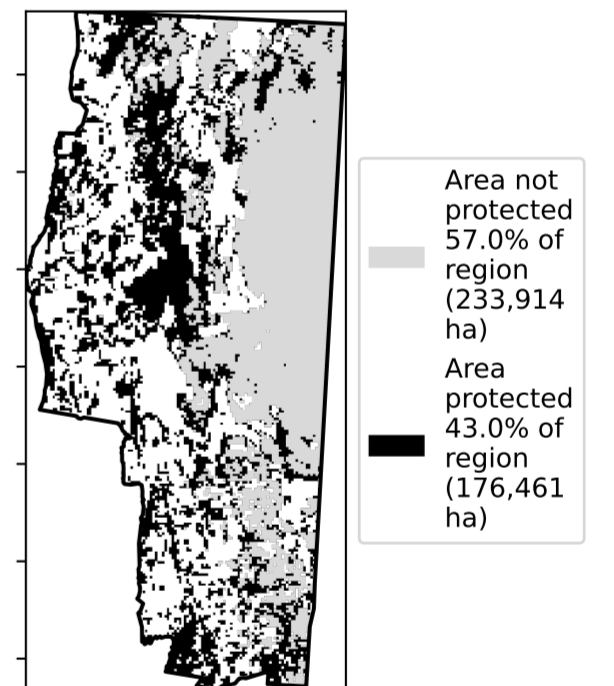 Area not
protected
57.0% of
region
(233,914
ha)
Area
protected
43.0% of
region
(176,461
ha)